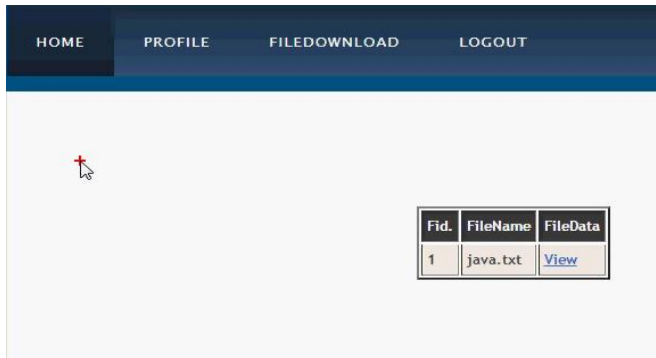 HOME PROFILE FILEDOWNLOAD LOGOUT
Fid. FileName FileData
1 java.txt View